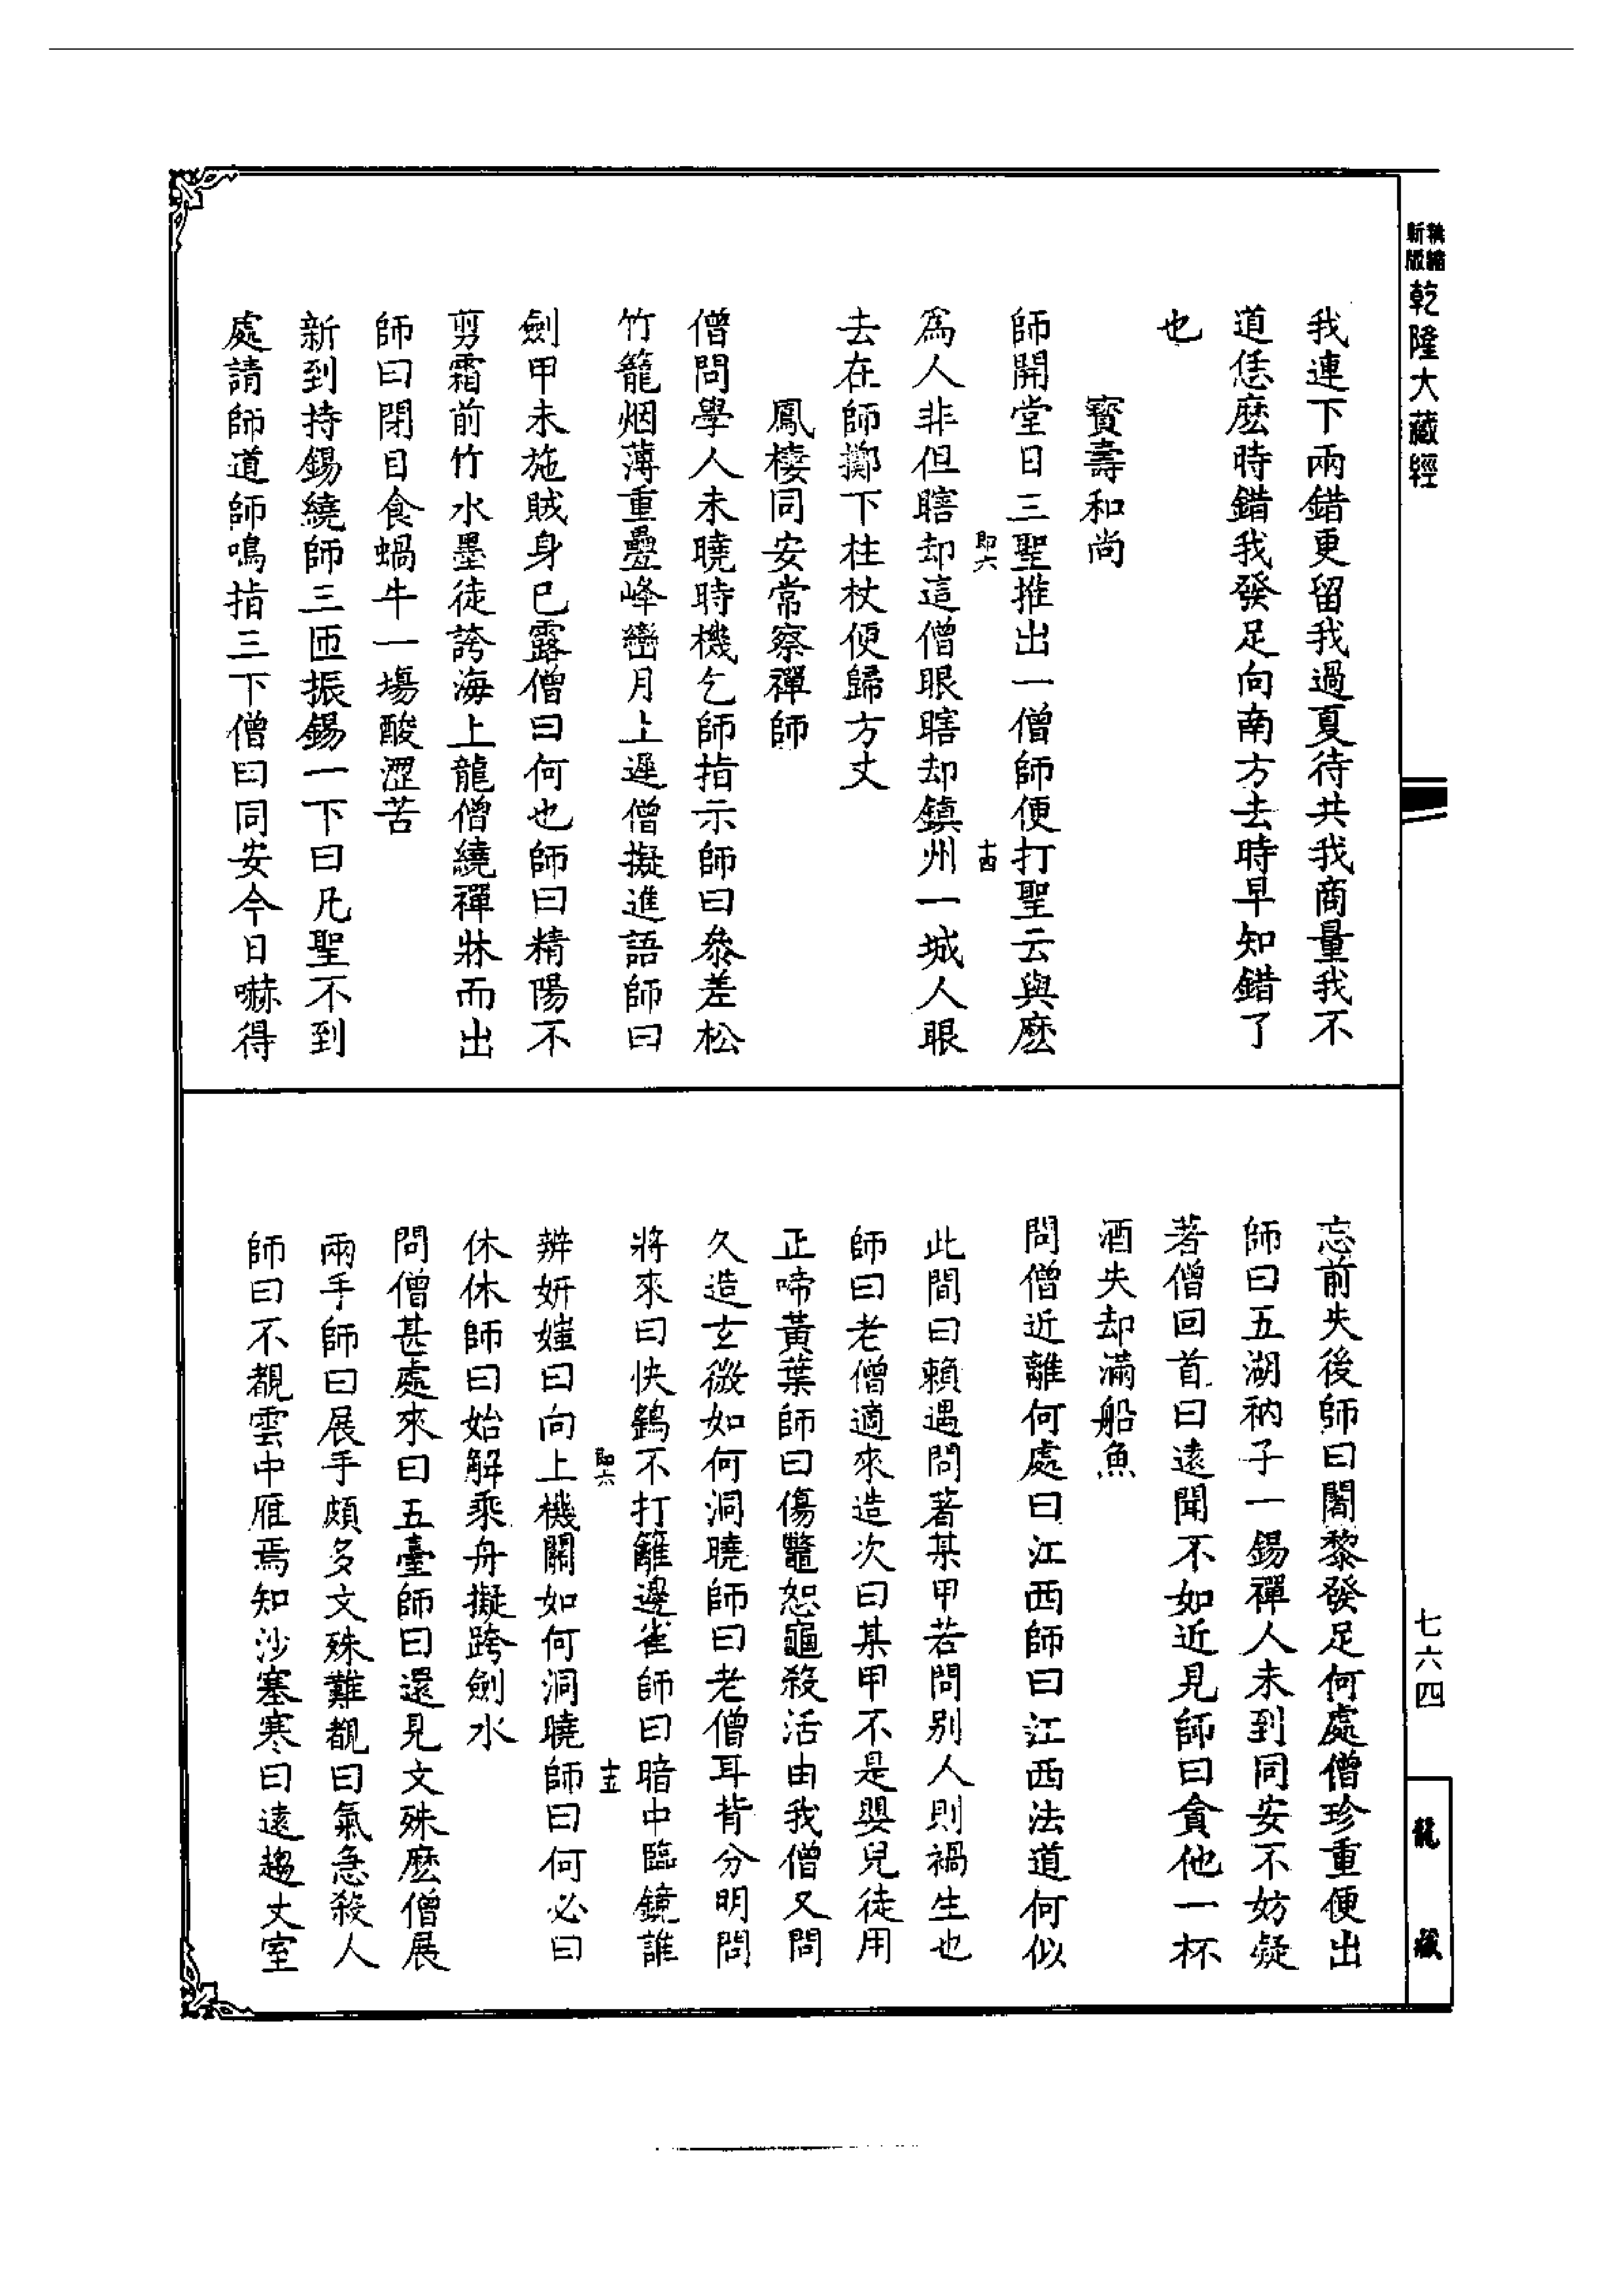 新版 精縮
乾隆大藏經
七六四
龍藏
我連下兩錯更留我過夏待共我商量我不
道恁麽時錯我發足向南方去時早知錯了
也
寶壽和尚
師開堂日三聖推出一僧師便打聖云與麽
即六
十四
爲人非但瞎却這僧眼瞎却鎮州一城人眼
去在師擲下柱杖便歸方丈
鳳棲同安常察禪師
僧問學人未曉時機乞師指示師曰叅差松
竹籠烟薄重疊峰巒月上遲僧擬進語師曰
劍甲未施賊身已露僧曰何也師曰精陽不
剪霜前竹水墨徒誇海上龍僧繞禪牀而出
師曰閉目食蝸牛一場酸澀苦
新到持錫繞師三匝振錫一下曰凡聖不到
處請師道師鳴指三下僧曰同安今日嚇得
忘前失後師曰闍黎發足何處僧珍重便出
師曰五湖衲子一錫禪人未到同安不妨疑
著僧回首曰遠聞不如近見師曰貪他一杯
酒失却滿船魚
問僧近離何處曰江西師曰江西法道何似
此間曰賴遇問著某甲若問別人則禍生也
師曰老僧適來造次曰某甲不是嬰兒徒用
正啼黃葉師曰傷鼈恕龜殺活由我僧又問
久造玄微如何洞曉師曰老僧耳背分明問
將來曰快鷂不打籬邊雀師曰暗中臨鏡誰
即六
十五
辨妍媸曰向上機關如何洞曉師曰何必曰
休休師曰始解乘舟擬跨劍水
問僧甚處來曰五臺師曰還見文殊麽僧展
兩手師曰展手頗多文殊難覩曰氣急殺人
師曰不覩雲中雁焉知沙塞寒曰遠趨丈室